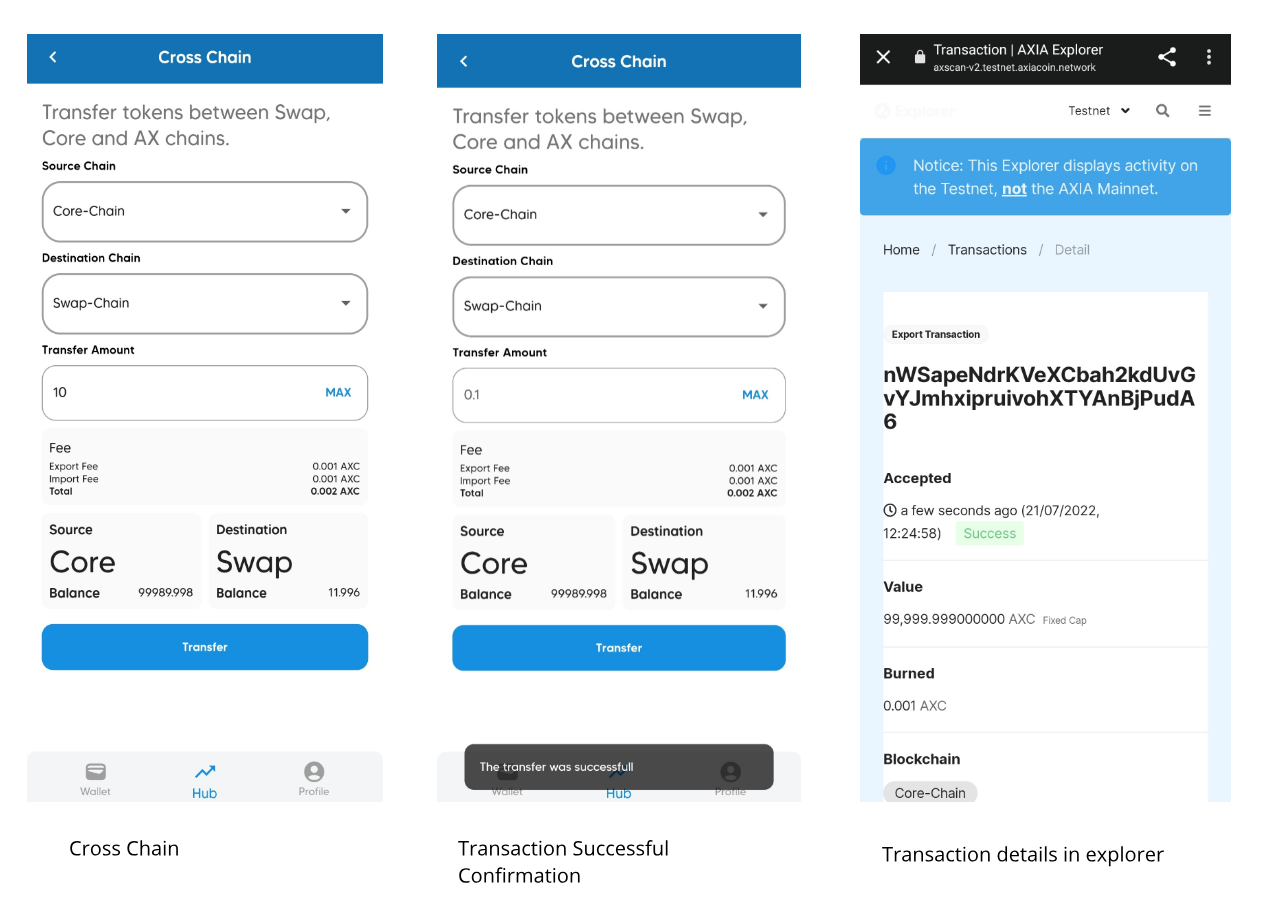 Cross Chain
Transfer tokens between Swap,
Core and AX chains.
Source Chain
Core-Chain
Destination Chain
Swap-Chain
Transfer Amount
10 MAX
Fee
Export Fee 0.001 AXC
Import Fee 0.001 AXC
Total 0.002 AXC
Source Destination
Core Swap
Balance 99989.998 Balance 11.996
Transfer
Wallet Hub Profile
Cross Chain
Cross Chain
Transfer tokens between Swap,
Core and AX chains.
Source Chain
Core-Chain
Destination Chain
Swap-Chain
Transfer Amount
0.1 MAX
Fee
Export Fee 0.001 AXC
Import Fee 0.001 AXC
Total 0.002 AXC
Source Destination
Core Swap
Balance 99989.998 Balance 11.996
Transfer
The transfer was successfull
Wallet Hub Profile
Transaction Successful
Confirmation
Transaction | AXIA Explorer
axscan-v2.testnet.axiacoin.network
Explorer Testnet
Notice: This Explorer displays activity on
the Testnet, not the AXIA Mainnet.
Home / Transactions / Detail
Export Transaction
nWSapeNdrKVeXCbah2kdUvG
vYJmhxipruivohXTYAnBjPudA
6
Accepted
a few seconds ago (21/07/2022,
12:24:58) Success
Value
99,999.999000000 AXC Fixed Cap
Burned
0.001 AXC
Blockchain
Core-Chain
Transaction details in explorer